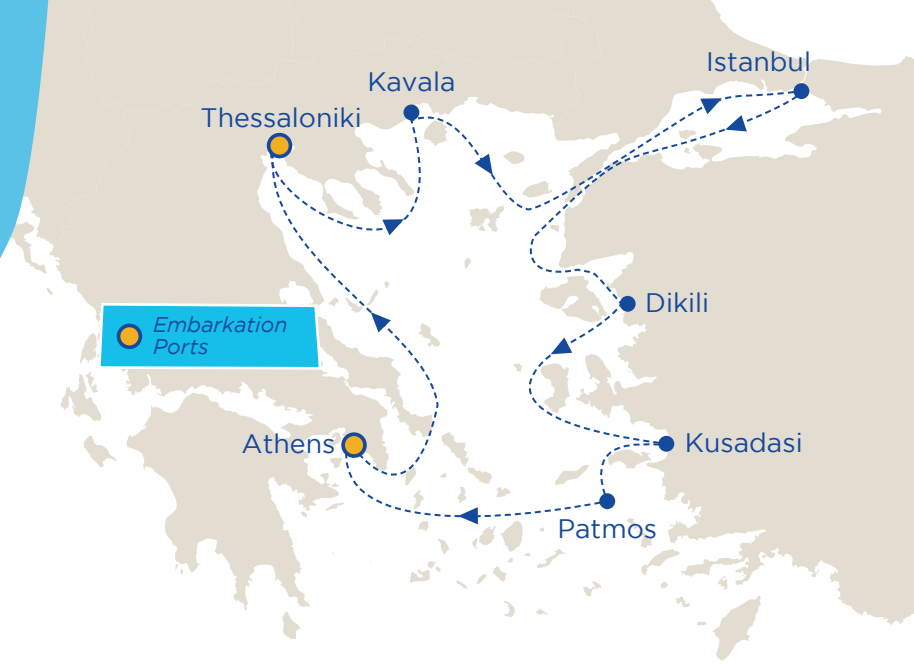 Istanbul
Kavala
Thessaloniki
Dikili
Embarkation
Ports
Athens
Kusadasi
Patmos